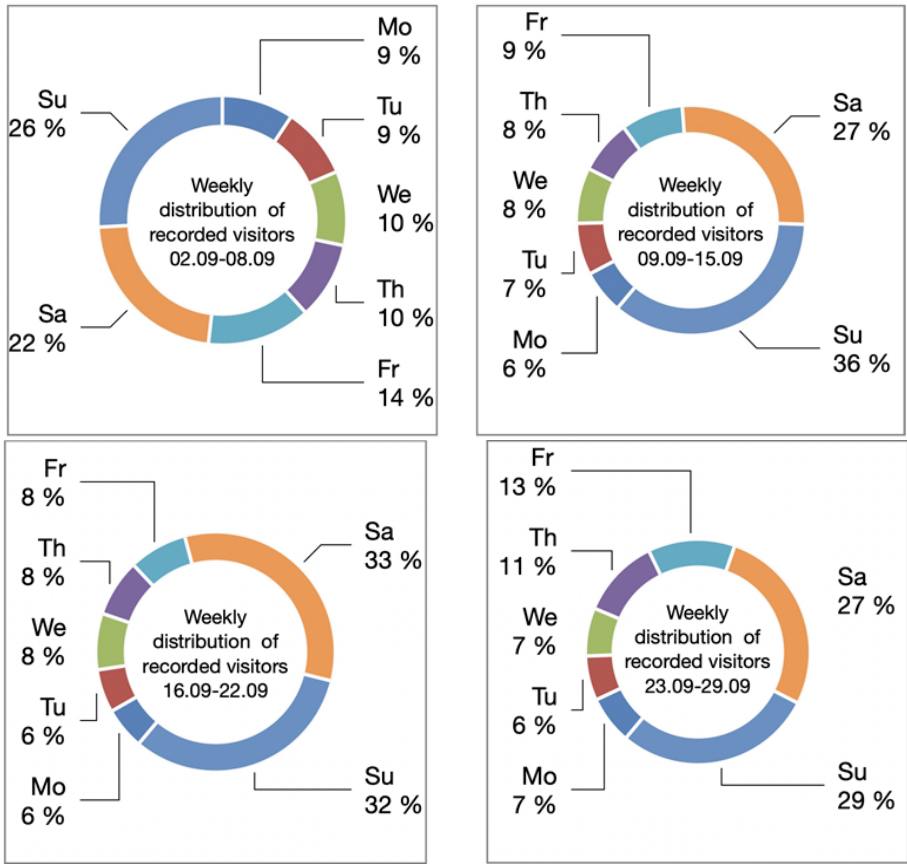 Mo
9 %
Tu
9 %
We
10 %
Th
10 %
Fr
14 %
Sa
22 %
Su
26 %
Weekly
distribution of
recorded visitors
02.09-08.09
Fr
9 %
Th
8 %
We
8 %
Tu
7 %
Mo
6 %
Sa
27 %
Su
36 %
Weekly
distribution of
recorded visitors
09.09-15.09
Fr
8 %
Th
8 %
We
8 %
Tu
6 %
Mo
6 %
Sa
33 %
Su
32 %
Weekly
distribution of
recorded visitors
16.09-22.09
Fr
13 %
Th
11 %
We
7 %
Tu
6 %
Mo
7 %
Sa
27 %
Su
29 %
Weekly
distribution of
recorded visitors
23.09-29.09